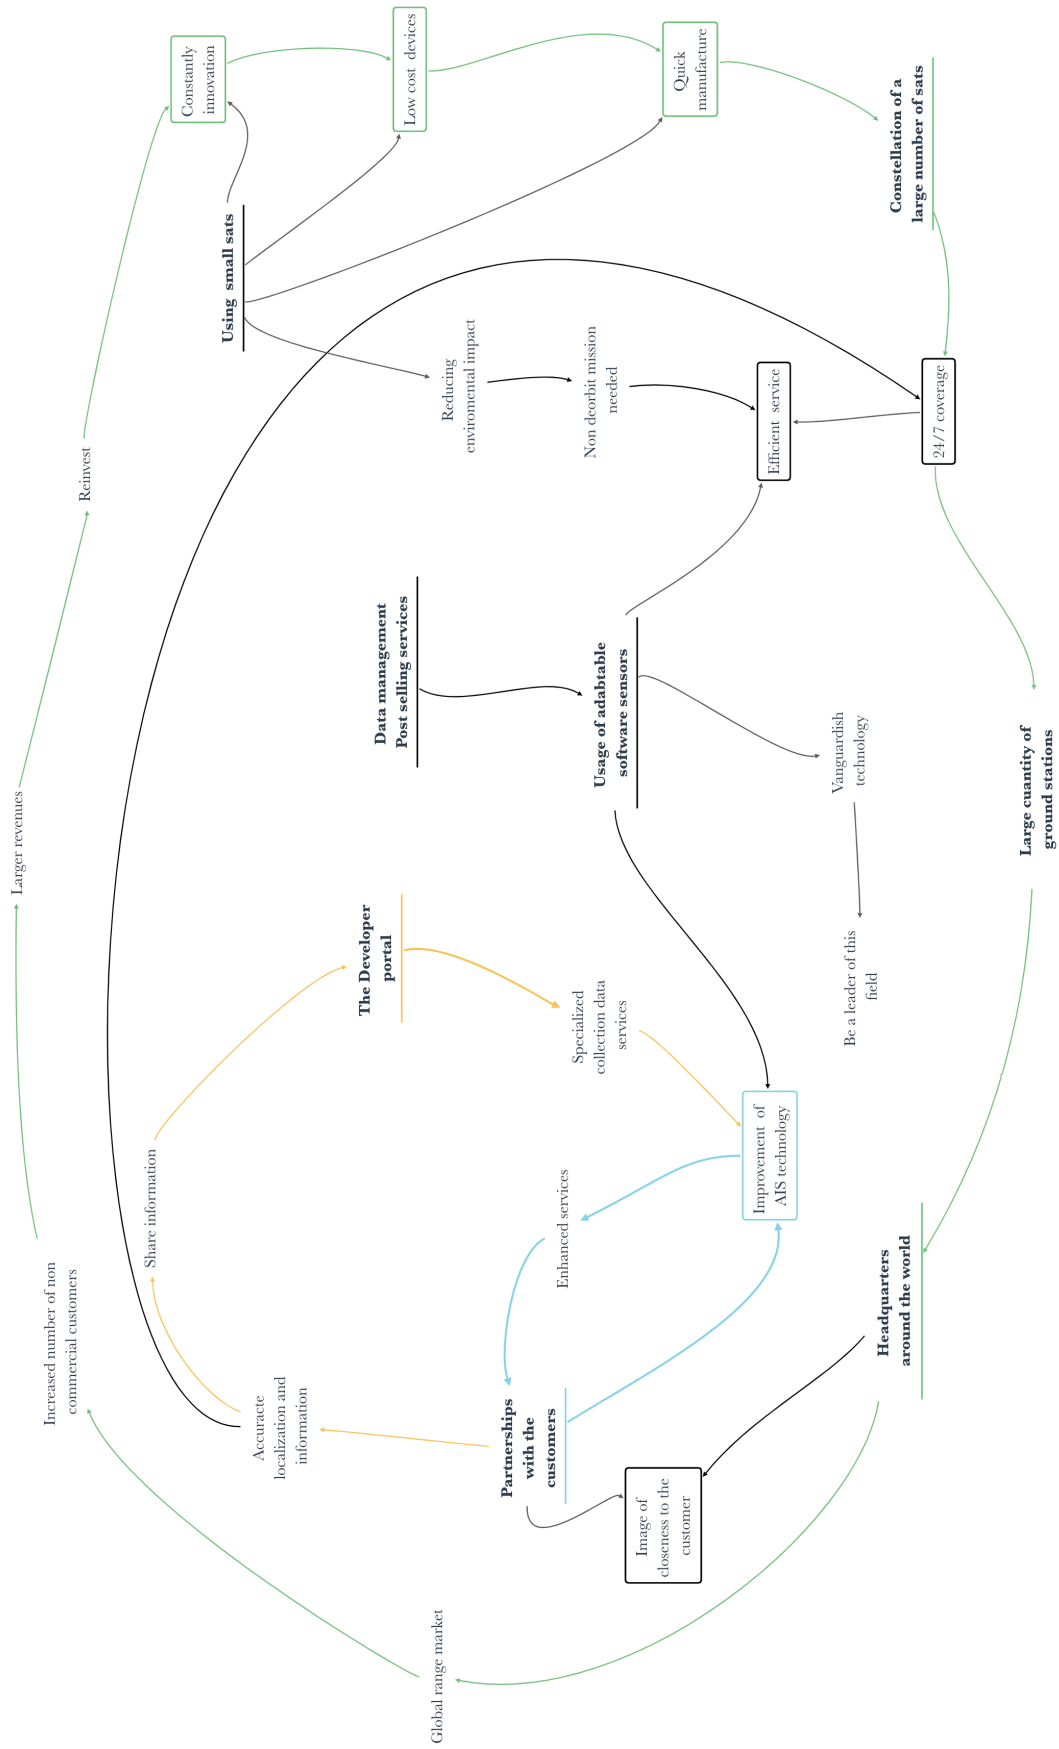 Larger revenues
Increased number of non
commercial customers
Reinvest
Share information
Constantly
innovation
Using small sats
Accuracte
localization and
information
The Developer
portal
Data management
Post selling services
Low cost devices
Global range market
Reducing
enviromental impact
Partnerships
with the
customers
Enhanced services
Specialized
collection data
services
Non deorbit mission
needed
Usage of adabtable
software sensors
Image of
closeness to the
customer
Quick
manufacture
Improvement of
AIS technology
Efficient service
Vanguardish
technology
Be a leader of this
field
Headquarters
around the world
Constellation of a
large number of sats
24/7 coverage
Large cuantity of
ground stations